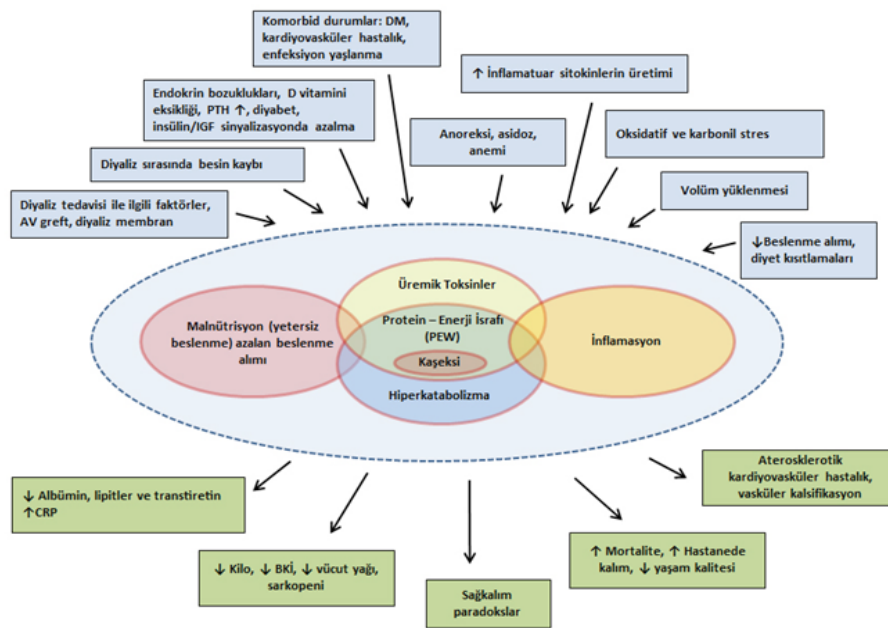 Komorbid durumlar: DM,
kardiyovasküler hastalık,
enfeksiyon yaşlanma
↑ İnflamatuar sitokinlerin üretimi
Endokrin bozuklukları, D vitamini
eksikliği, PTH ↑, diyabet,
insülin/IGF sinyalizasyonda azalma
Anoreksi, asidoz,
anemi
Oksidatif ve karbonil stres
Diyaliz sırasında besin kaybı
Volüm yüklenmesi
Diyaliz tedavisi ile ilgili faktörler,
AV greft, diyaliz membran
↓Beslenme alımı,
diyet kısıtlamaları
Üremik Toksinler
Malnütrisyon (yetersiz
beslenme) azalan beslenme
alımı
Protein – Enerji İsrafı
(PEW)
İnflamasyon
Kaşeksi
Hiperkatabolizma
↓ Albümin, lipitler ve transtiretin
↑CRP
Aterosklerotik
kardiyovasküler hastalık,
vasküler kalsifikasyon
↓ Kilo, ↓ BKİ, ↓ vücut yağı,
sarkopeni
Sağkalım
paradokslar
↑ Mortalite, ↑ Hastanede
kalım, ↓ yaşam kalitesi